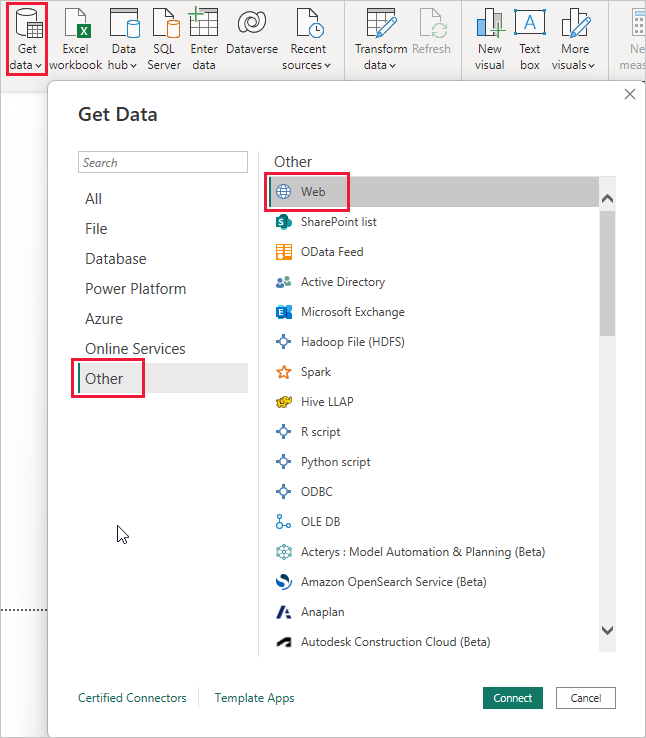 Get data
Excel workbook
Data hub
SQL Server
Enter data
Dataverse
Recent sources
Transform data
Refresh
New visual
Text box
More visuals
Get Data
Search
All
File
Database
Power Platform
Azure
Online Services
Other
Other
Web
SharePoint list
OData Feed
Active Directory
Microsoft Exchange
Hadoop File (HDFS)
Spark
Hive LLAP
R script
Python script
ODBC
OLE DB
Acterys : Model Automation & Planning (Beta)
Amazon OpenSearch Service (Beta)
Anaplan
Autodesk Construction Cloud (Beta)
Certified Connectors
Template Apps
Connect
Cancel